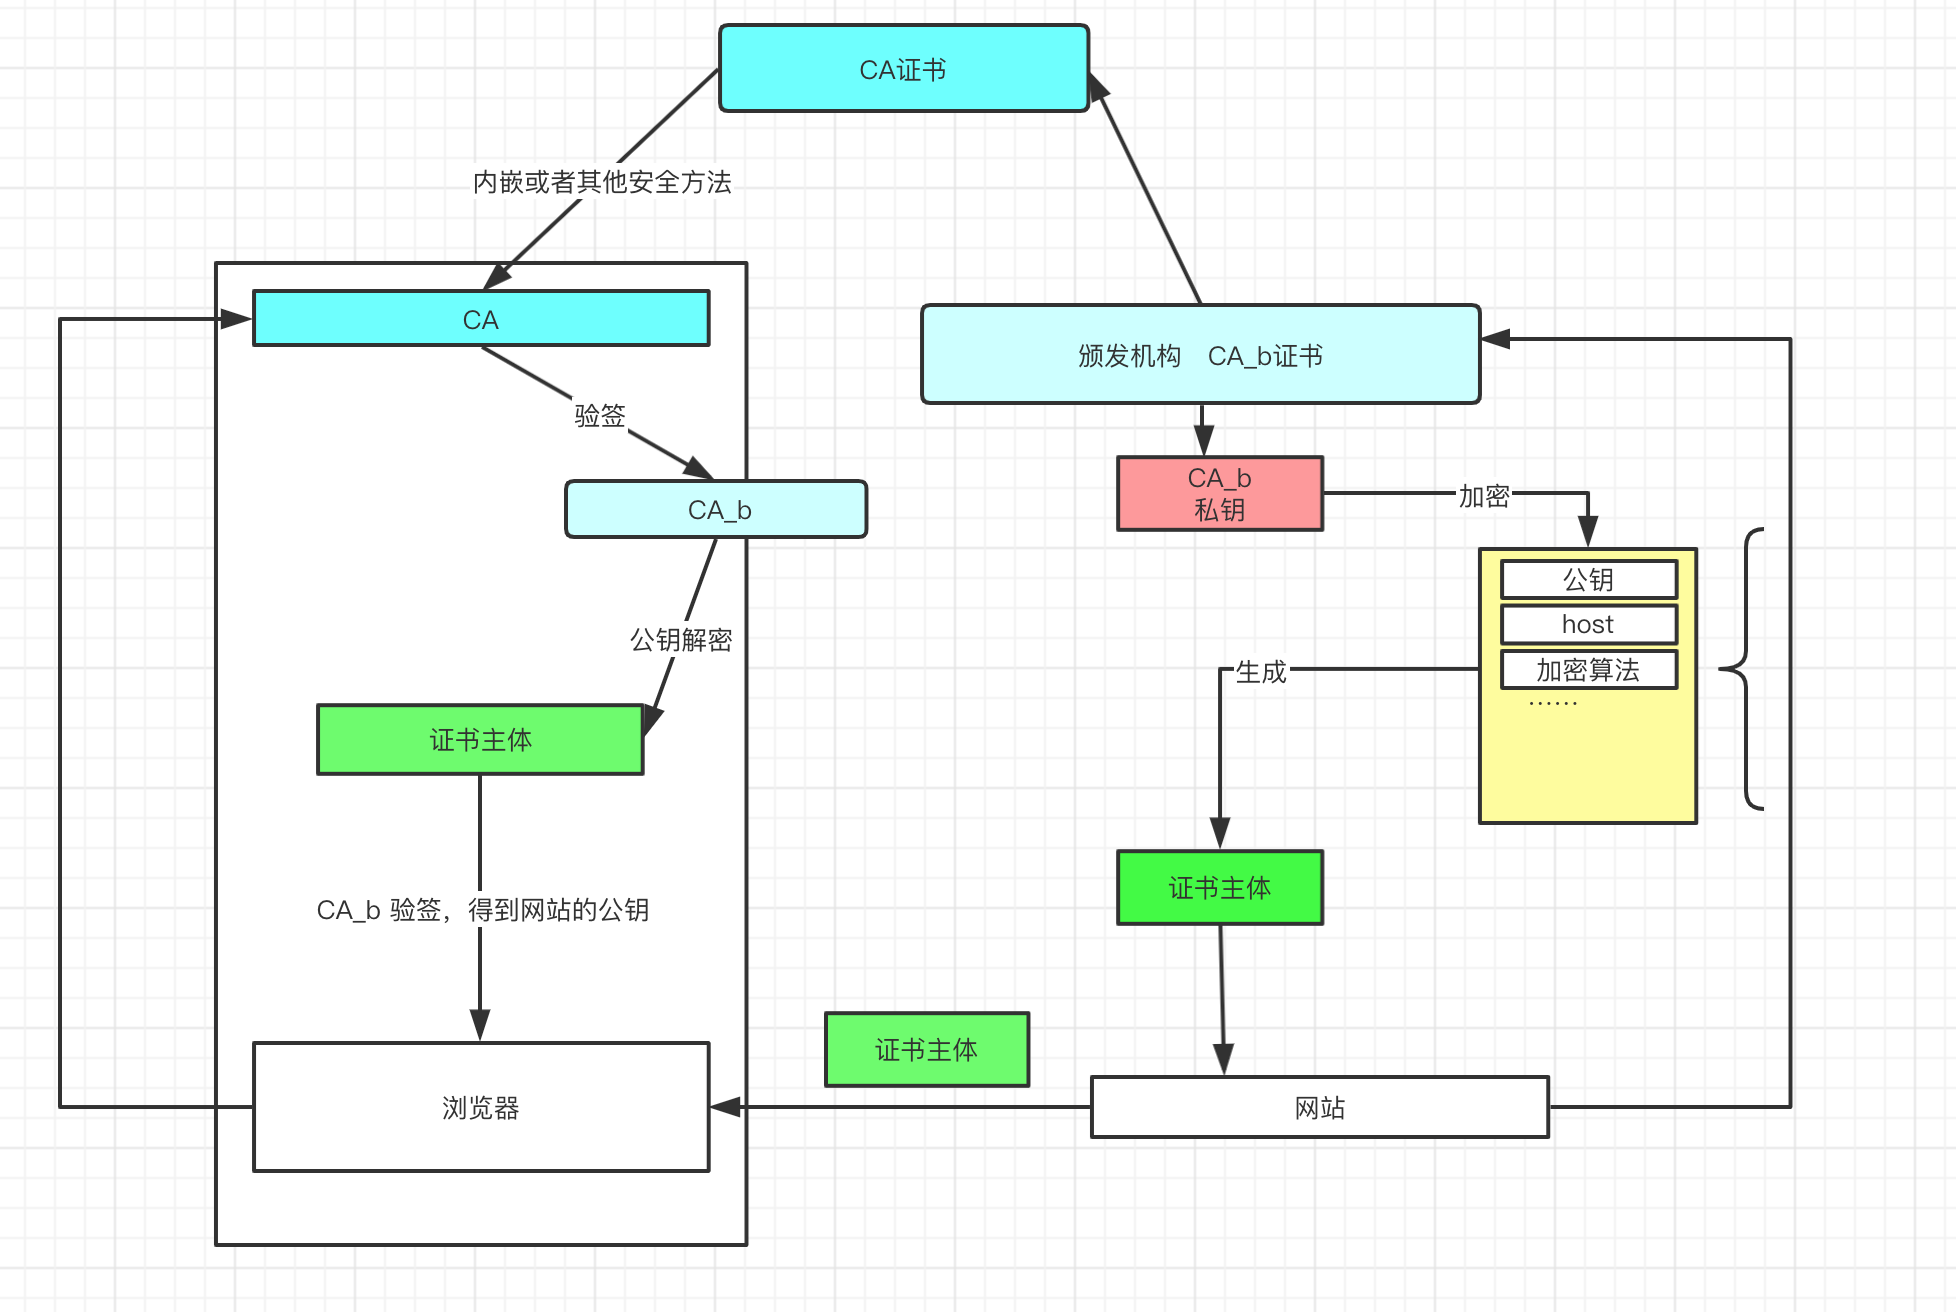 CA证书
内嵌或者其他安全方法
CA
颁发机构 CA_b证书
验签
CA_b
私钥
加密
CA_b
公钥
host
加密算法
······
公钥解密
生成
证书主体
证书主体
CA_b 验签，得到网站的公钥
证书主体
浏览器
网站